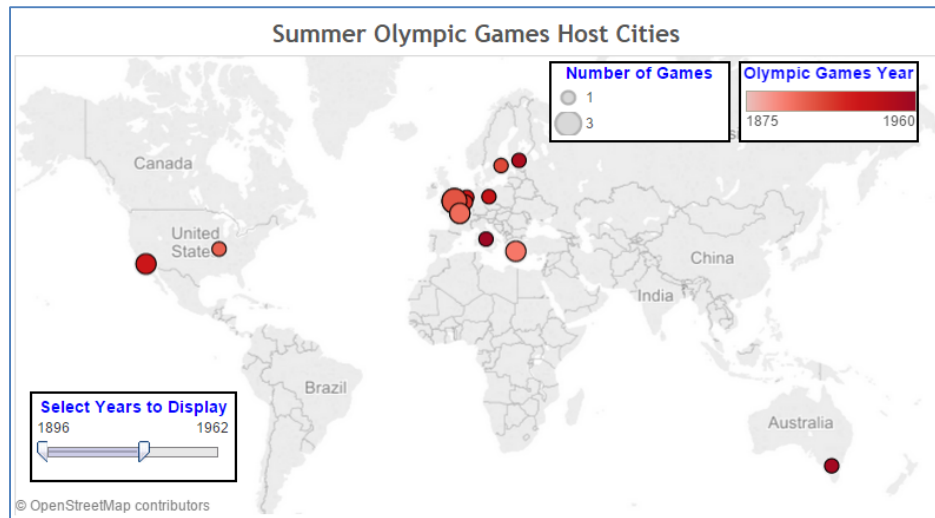 Summer Olympic Games Host Cities
Number of Games
1
3
Olympic Games Year
1875 1960
Canada
United
States
China
India
Brazil
Australia
Select Years to Display
1896 1962
© OpenStreetMap contributors